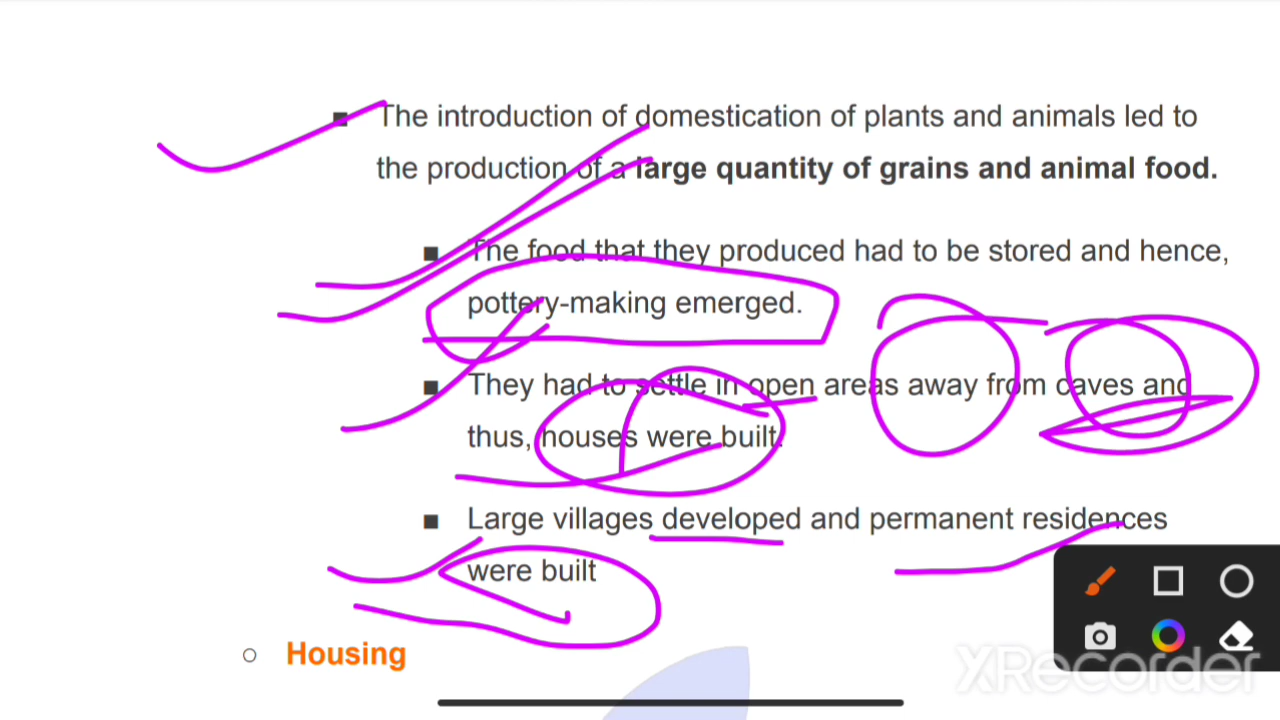 ■ The introduction of domestication of plants and animals led to
the production of a large quantity of grains and animal food.
■ The food that they produced had to be stored and hence,
pottery-making emerged.
■ They had to settle in open areas away from caves and
thus, houses were built.
■ Large villages developed and permanent residences
were built
○ Housing
XRecorder